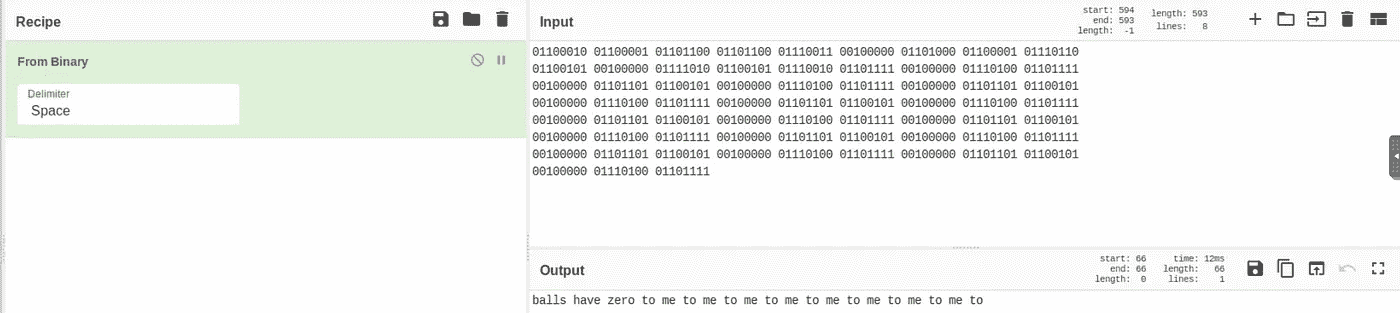 Recipe
From Binary
Delimiter
Space
Input
start: 594
end: 593
length: -1
length: 593
lines: 8
01100010 01100001 01101100 01101100 01110011 00100000 01101000 01100001 01110110
01100101 00100000 01111010 01100101 01110010 01101111 00100000 01110100 01101111
00100000 01101101 01100101 00100000 01110100 01101111 00100000 01101101 01100101
00100000 01110100 01101111 00100000 01101101 01100101 00100000 01110100 01101111
00100000 01101101 01100101 00100000 01110100 01101111 00100000 01101101 01100101
00100000 01110100 01101111 00100000 01101101 01100101 00100000 01110100 01101111
00100000 01101101 01100101 00100000 01110100 01101111 00100000 01101101 01100101
00100000 01110100 01101111
Output
start: 66
end: 66
length: 0
time: 12ms
length: 66
lines: 1
balls have zero to me to me to me to me to me to me to me to me to